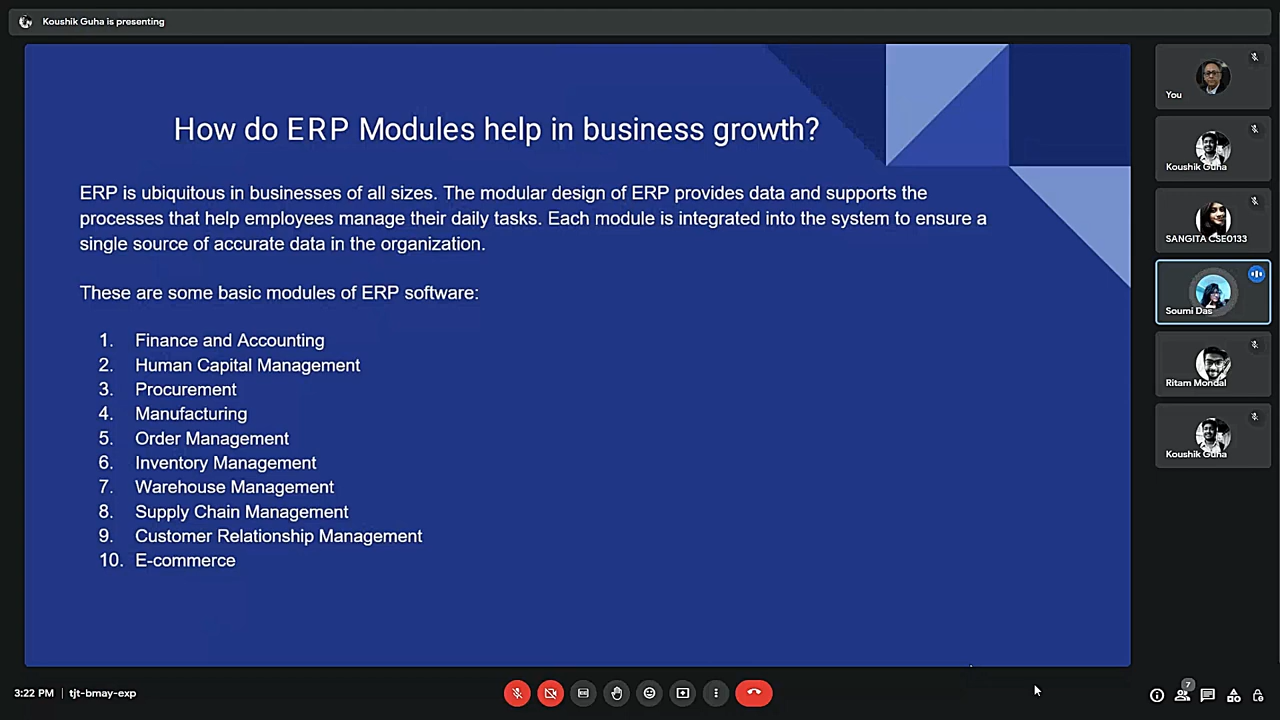 Koushik Guha is presenting
How do ERP Modules help in business growth?
ERP is ubiquitous in businesses of all sizes. The modular design of ERP provides data and supports the
processes that help employees manage their daily tasks. Each module is integrated into the system to ensure a
single source of accurate data in the organization.
These are some basic modules of ERP software:
1. Finance and Accounting
2. Human Capital Management
3. Procurement
4. Manufacturing
5. Order Management
6. Inventory Management
7. Warehouse Management
8. Supply Chain Management
9. Customer Relationship Management
10. E-commerce
You
Koushik Guha
SANGITA CSE0133
Soumi Das
Ritam Mondal
Koushik Guha
3:22 PM | tjt-bmay-exp
7